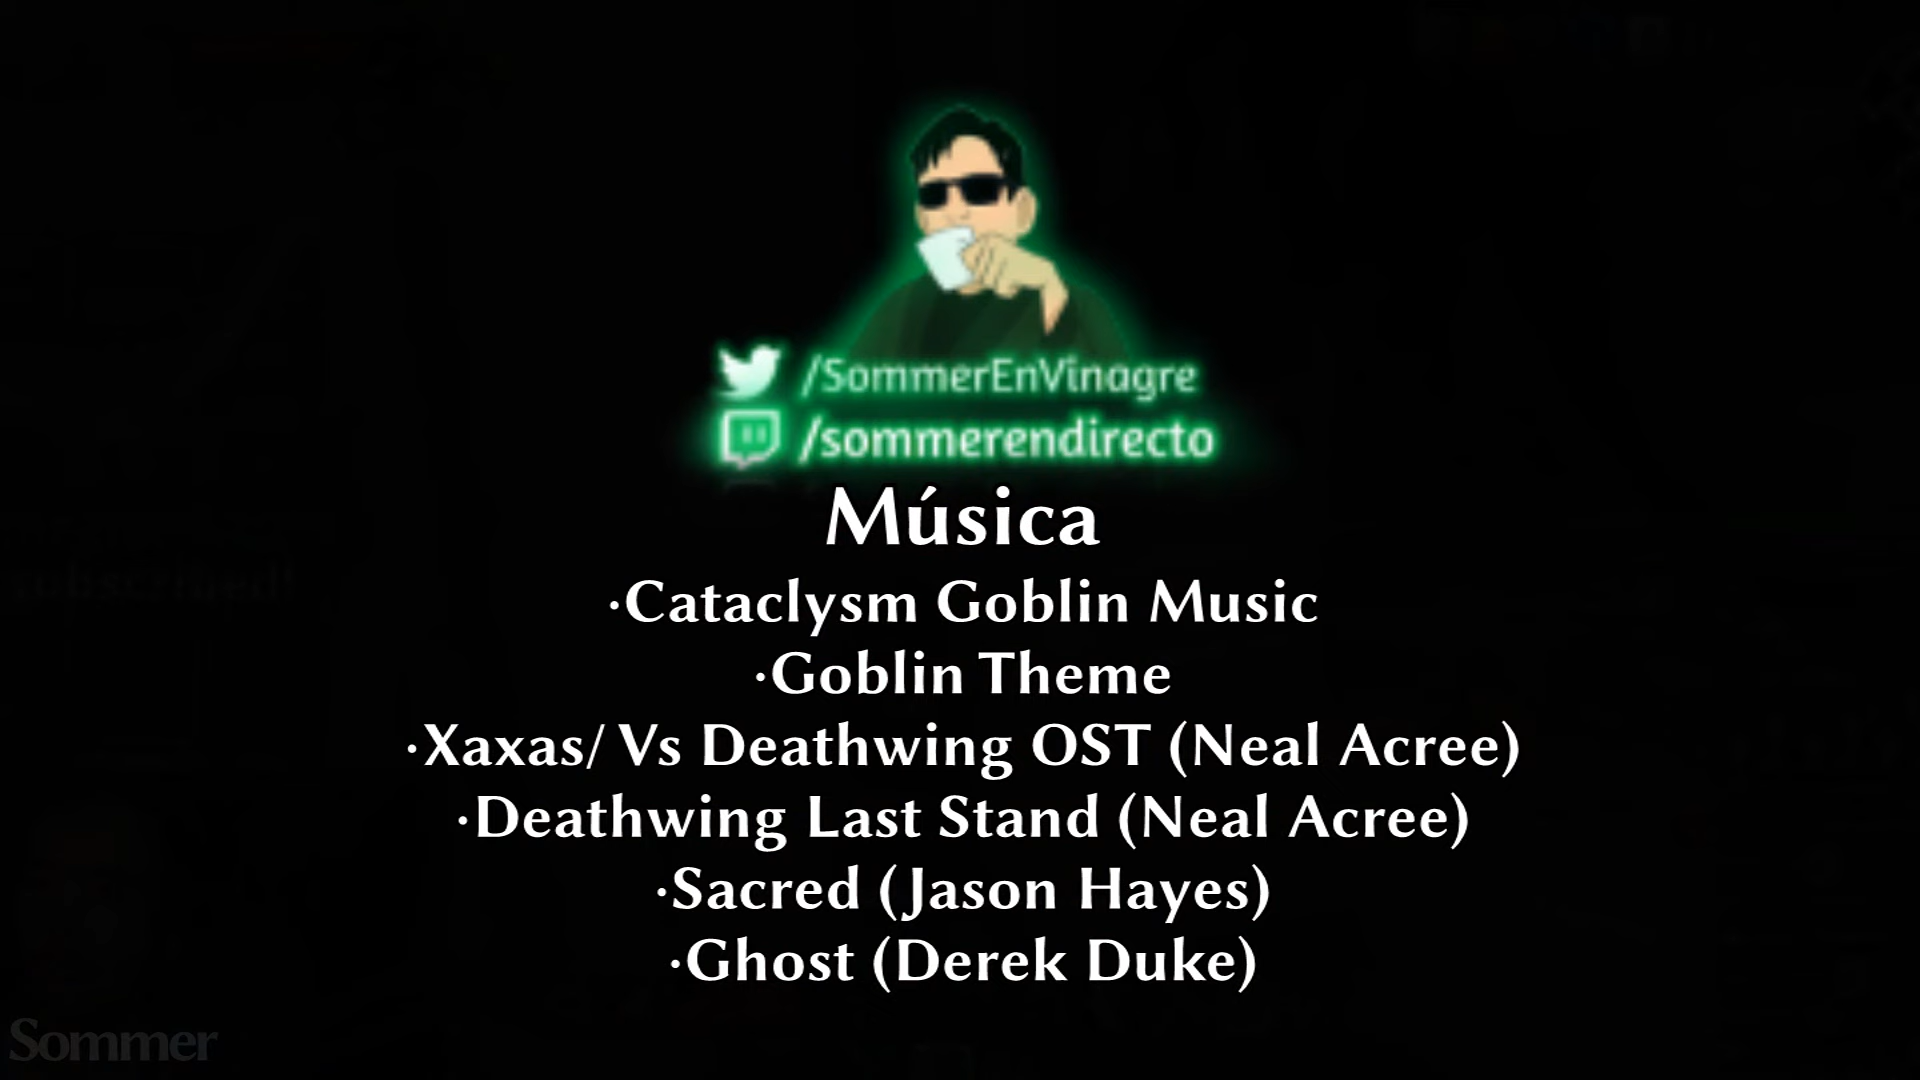 /SommerEnVinagre
/sommerendirecto
Música
·Cataclysm Goblin Music
·Goblin Theme
·Xaxas/ Vs Deathwing OST (Neal Acree)
·Deathwing Last Stand (Neal Acree)
·Sacred (Jason Hayes)
·Ghost (Derek Duke)
Sommer